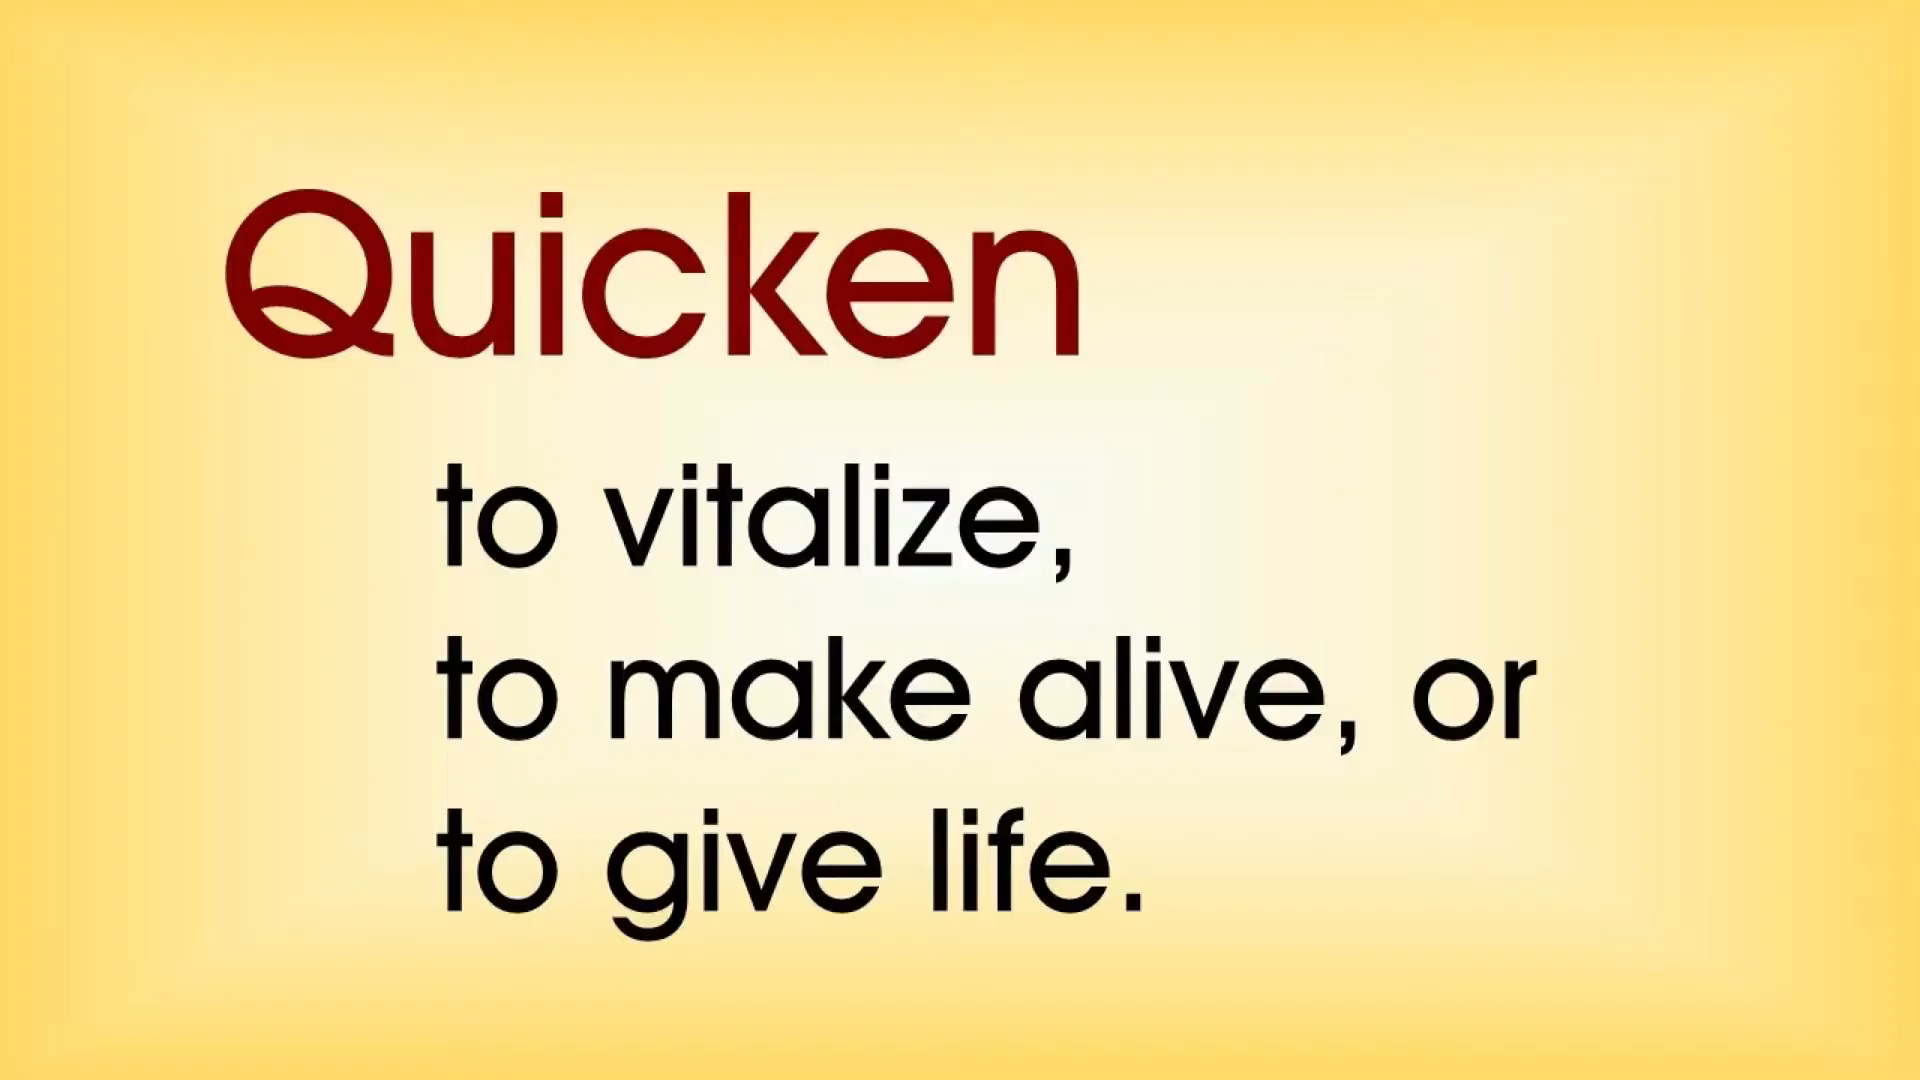 Quicken
to vitalize,
to make alive, or
to give life.